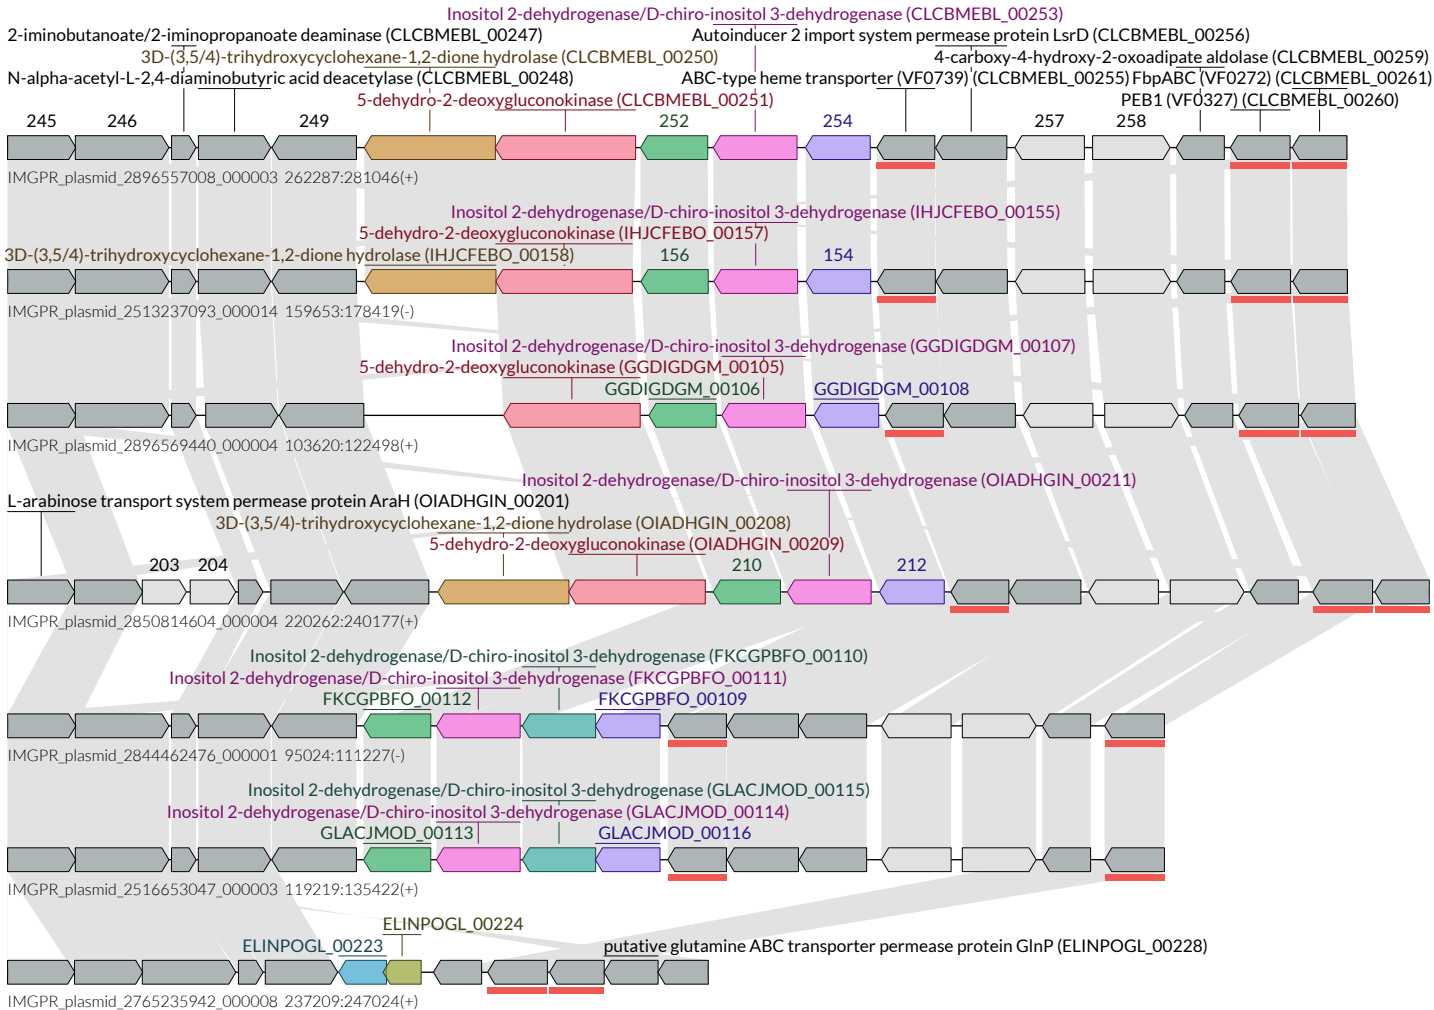 Inositol 2-dehydrogenase/D-chiro-inositol 3-dehydrogenase (CLCBMEBL_00253)
2-iminobutanoate/2-iminopropanoate deaminase (CLCBMEBL_00247) Autoinducer 2 import system permease protein LsrD (CLCBMEBL_00256)
3D-(3,5/4)-trihydroxycyclohexane-1,2-dione hydrolase (CLCBMEBL_00250) 4-carboxy-4-hydroxy-2-oxoadipate aldolase (CLCBMEBL_00259)
N-alpha-acetyl-L-2,4-diaminobutyric acid deacetylase (CLCBMEBL_00248) ABC-type heme transporter (VF0739) (CLCBMEBL_00255) FbpABC (VF0272) (CLCBMEBL_00261)
5-dehydro-2-deoxygluconokinase (CLCBMEBL_00251) PEB1 (VF0327) (CLCBMEBL_00260)
245 246 249 252 254 257 258
IMGPR_plasmid_2896557008_000003 262287:281046(+)
Inositol 2-dehydrogenase/D-chiro-inositol 3-dehydrogenase (IHJCFEBO_00155)
5-dehydro-2-deoxygluconokinase (IHJCFEBO_00157)
3D-(3,5/4)-trihydroxycyclohexane-1,2-dione hydrolase (IHJCFEBO_00158) 156 154
IMGPR_plasmid_2513237093_000014 159653:178419(-)
Inositol 2-dehydrogenase/D-chiro-inositol 3-dehydrogenase (GGDIGDGM_00107)
5-dehydro-2-deoxygluconokinase (GGDIGDGM_00105)
GGDIGDGM_00106 GGDIGDGM_00108
IMGPR_plasmid_2896569440_000004 103620:122498(+)
Inositol 2-dehydrogenase/D-chiro-inositol 3-dehydrogenase (OIADHGIN_00211)
L-arabinose transport system permease protein AraH (OIADHGIN_00201)
3D-(3,5/4)-trihydroxycyclohexane-1,2-dione hydrolase (OIADHGIN_00208)
5-dehydro-2-deoxygluconokinase (OIADHGIN_00209)
203 204 210 212
IMGPR_plasmid_2850814604_000004 220262:240177(+)
Inositol 2-dehydrogenase/D-chiro-inositol 3-dehydrogenase (FKCGPBFO_00110)
Inositol 2-dehydrogenase/D-chiro-inositol 3-dehydrogenase (FKCGPBFO_00111)
FKCGPBFO_00112 FKCGPBFO_00109
IMGPR_plasmid_2844462476_000001 95024:111227(-)
Inositol 2-dehydrogenase/D-chiro-inositol 3-dehydrogenase (GLACJMOD_00115)
Inositol 2-dehydrogenase/D-chiro-inositol 3-dehydrogenase (GLACJMOD_00114)
GLACJMOD_00113 GLACJMOD_00116
IMGPR_plasmid_2516653047_000003 119219:135422(+)
ELINPOGL_00224
ELINPOGL_00223 putative glutamine ABC transporter permease protein GlnP (ELINPOGL_00228)
IMGPR_plasmid_2765235942_000008 237209:247024(+)